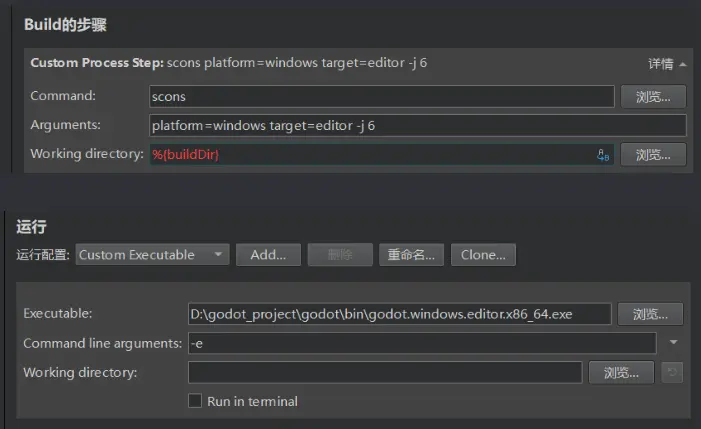 Build的步骤
Custom Process Step: scons platform=windows target=editor -j 6 详情
Command: scons 浏览...
Arguments: platform=windows target=editor -j 6
Working directory: %{buildDir} 浏览...
运行
运行配置: Custom Executable Add... 删除 重命名... Clone...
Executable: D:\godot_project\godot\bin\godot.windows.editor.x86_64.exe 浏览...
Command line arguments: -e
Working directory: 浏览...
Run in terminal